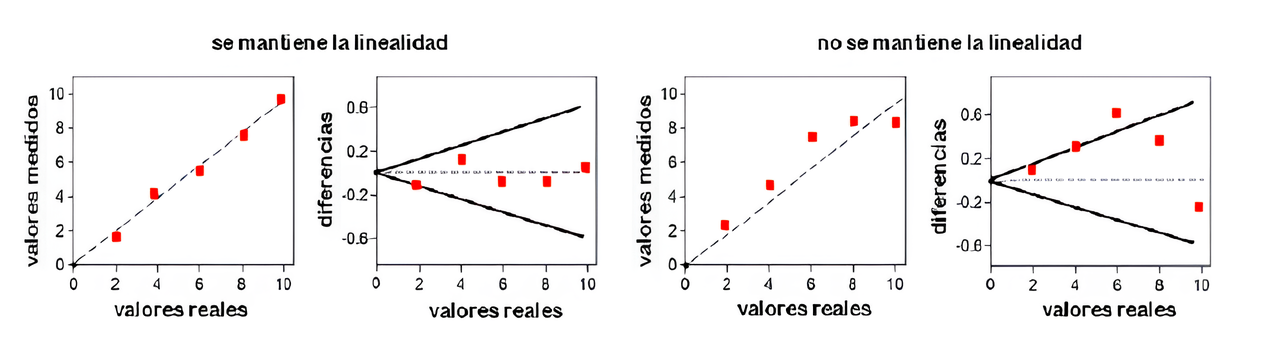 se mantiene la linealidad
no se mantiene la linealidad
valores medidos
10
8
6
4
2
0
0 2 4 6 8 10
valores reales
diferencias
0.6
0.2
-0.2
-0.6
0 2 4 6 8 10
valores reales
valores medidos
10
8
6
4
2
0
0 2 4 6 8 10
valores reales
diferencias
0.6
0.2
-0.2
-0.6
0 2 4 6 8 10
valores reales